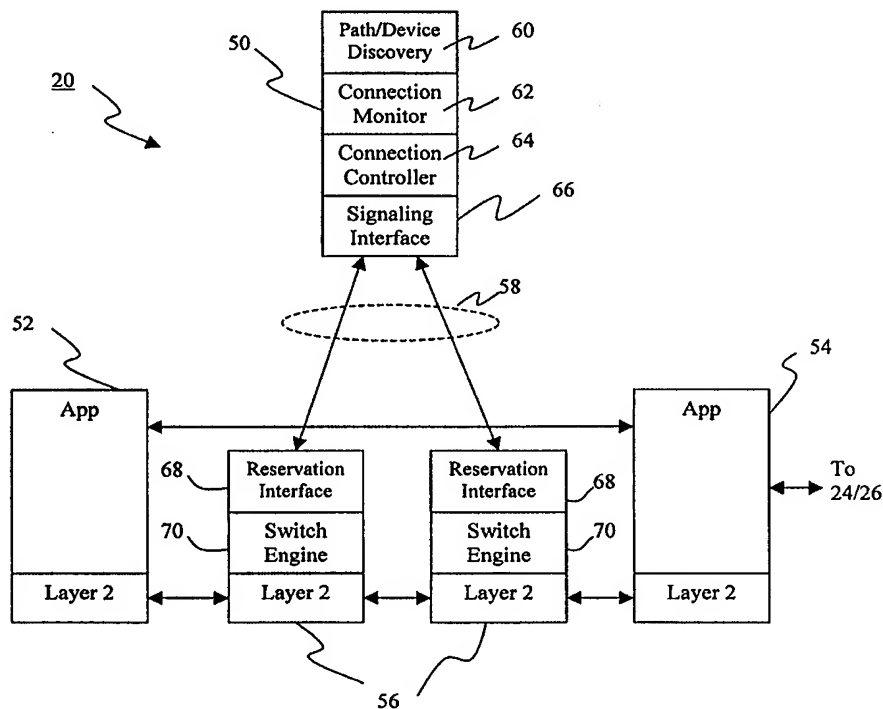 Path/Device
Discovery
60
50
20
Connection
Monitor
62
Connection
Controller
64
Signaling
Interface
66
58
52
54
App
App
68
Reservation
Interface
Reservation
Interface
68
To
24/26
70
Switch
Engine
Switch
Engine
70
Layer 2
Layer 2
Layer 2
Layer 2
56